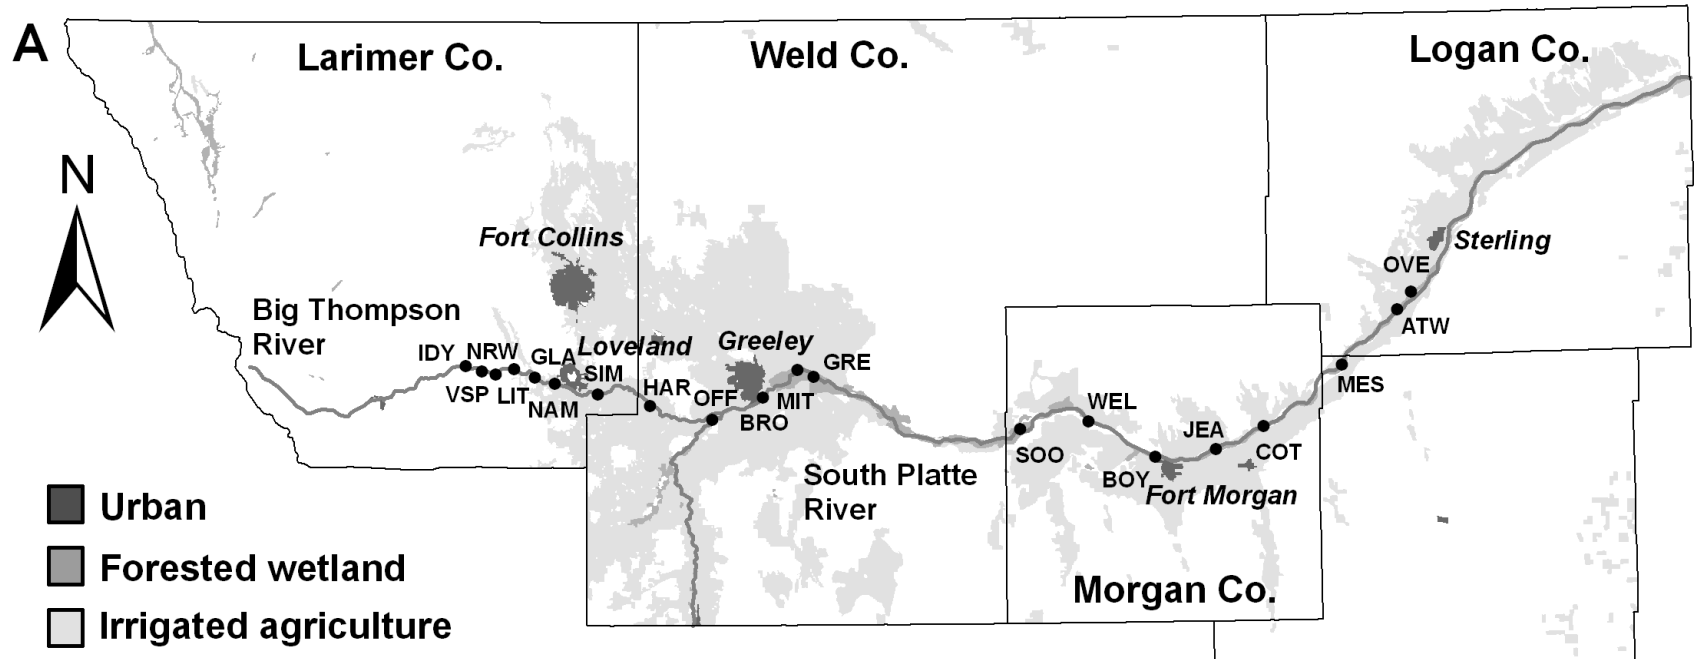 A
Larimer Co.
Weld Co.
Logan Co.
N
Fort Collins
Sterling
OVE
Big Thompson
River
ATW
IDY
NRW
GLA
Loveland
Greeley
SIM
GRE
MES
VSP
LIT
NAM
HAR
OFF
MIT
BRO
WEL
JEA
SOO
COT
BOY
Fort Morgan
South Platte
River
Morgan Co.
Urban
Forested wetland
Irrigated agriculture